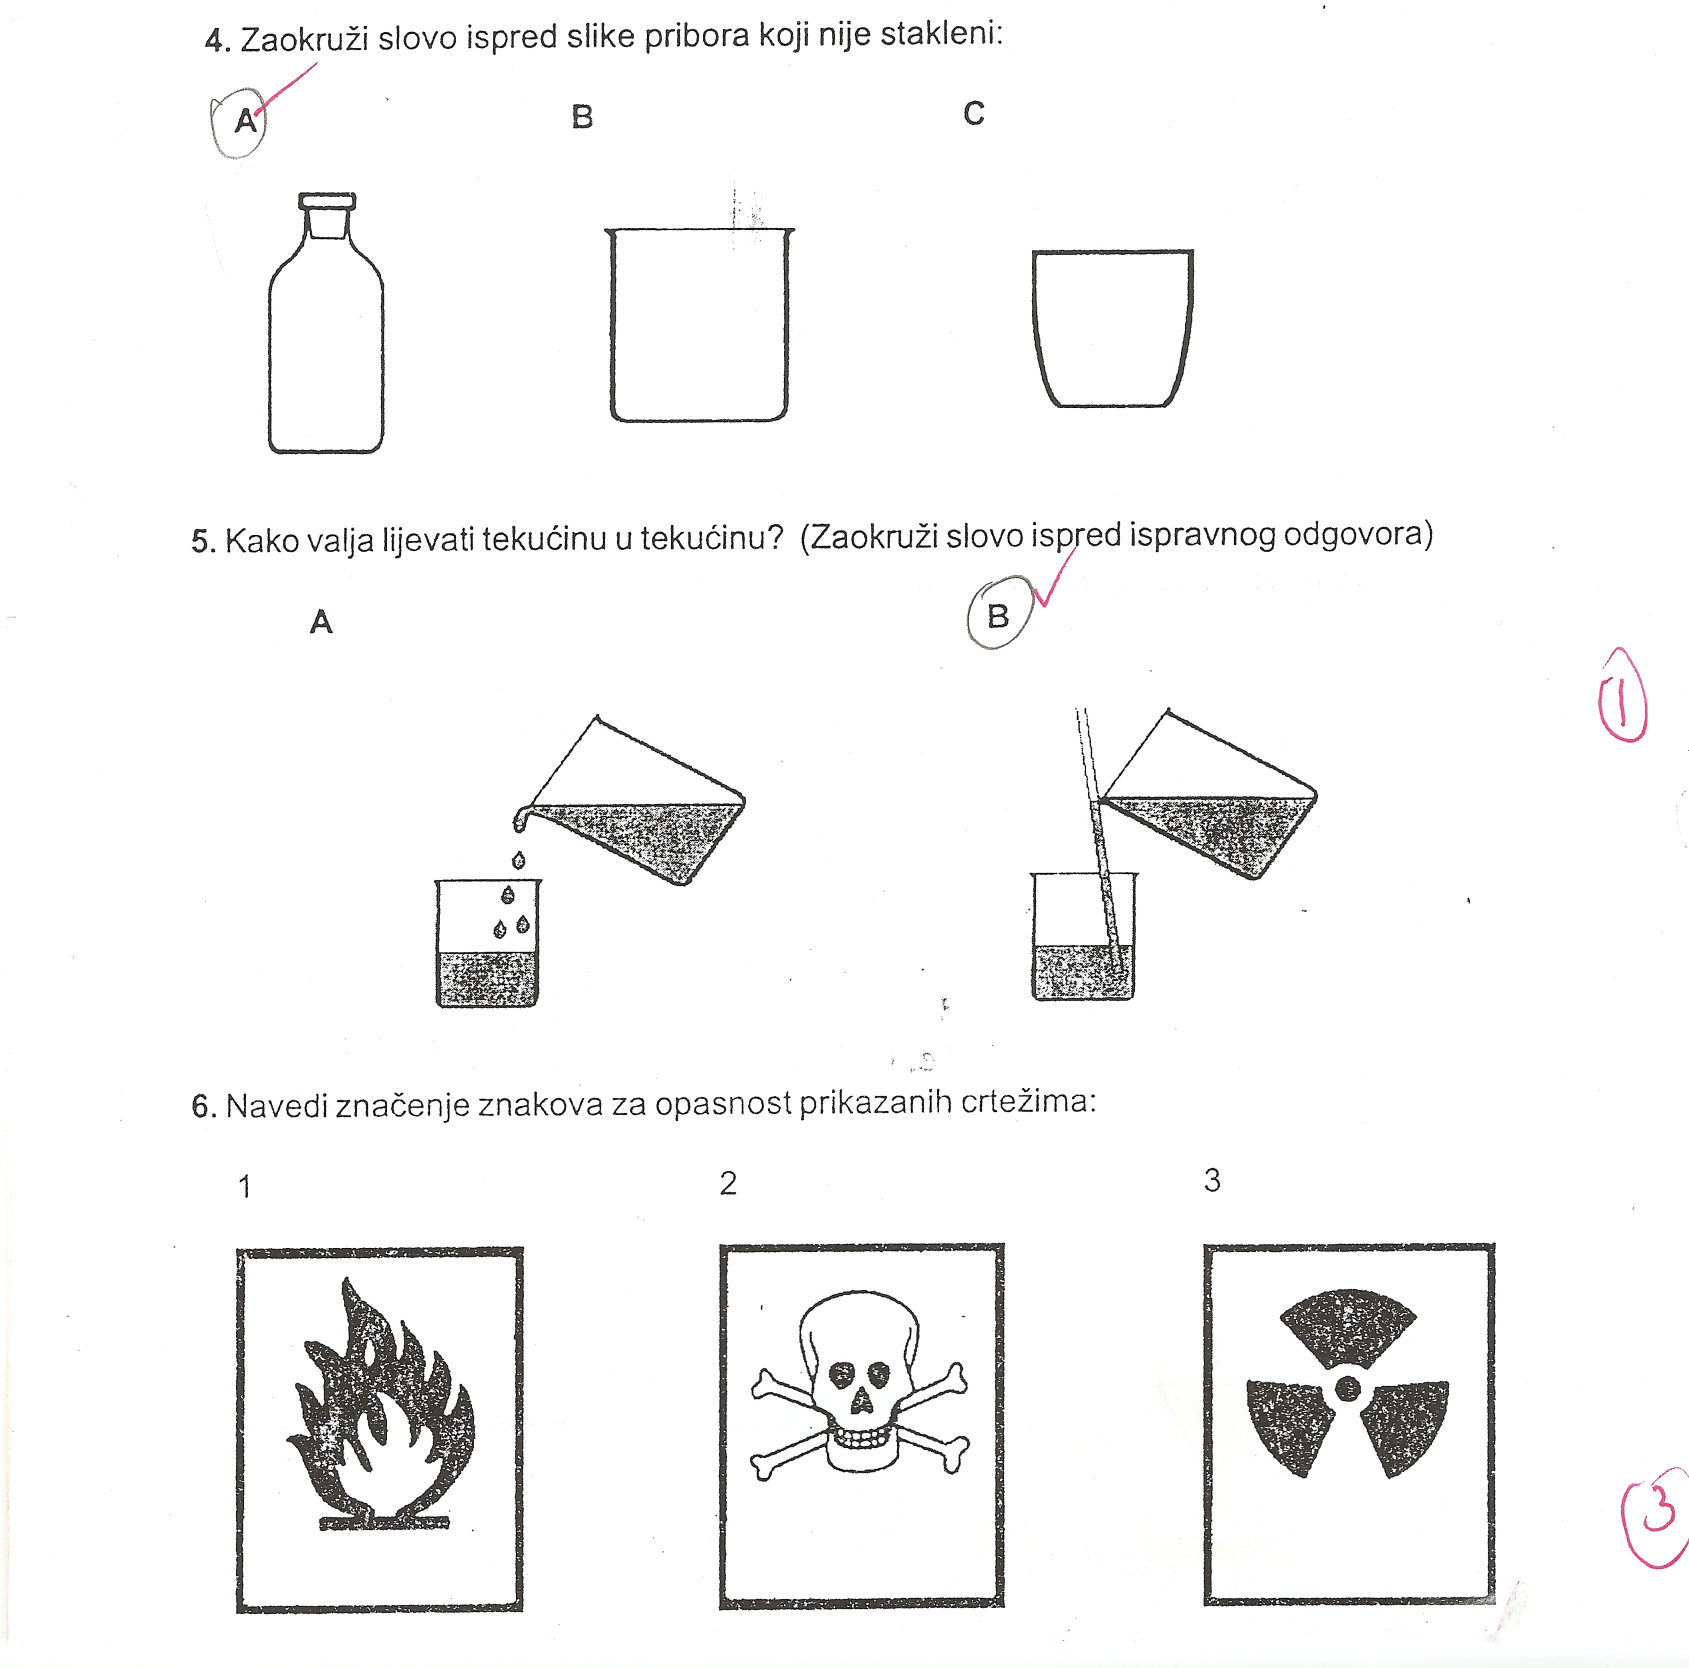 4. Zaokruži slovo ispred slike pribora koji nije stakleni:
A B C
5. Kako valja lijevati tekućinu u tekućinu? (Zaokruži slovo ispred ispravnog odgovora)
A B
1
6. Navedi značenje znakova za opasnost prikazanih crtežima:
1 2 3
3